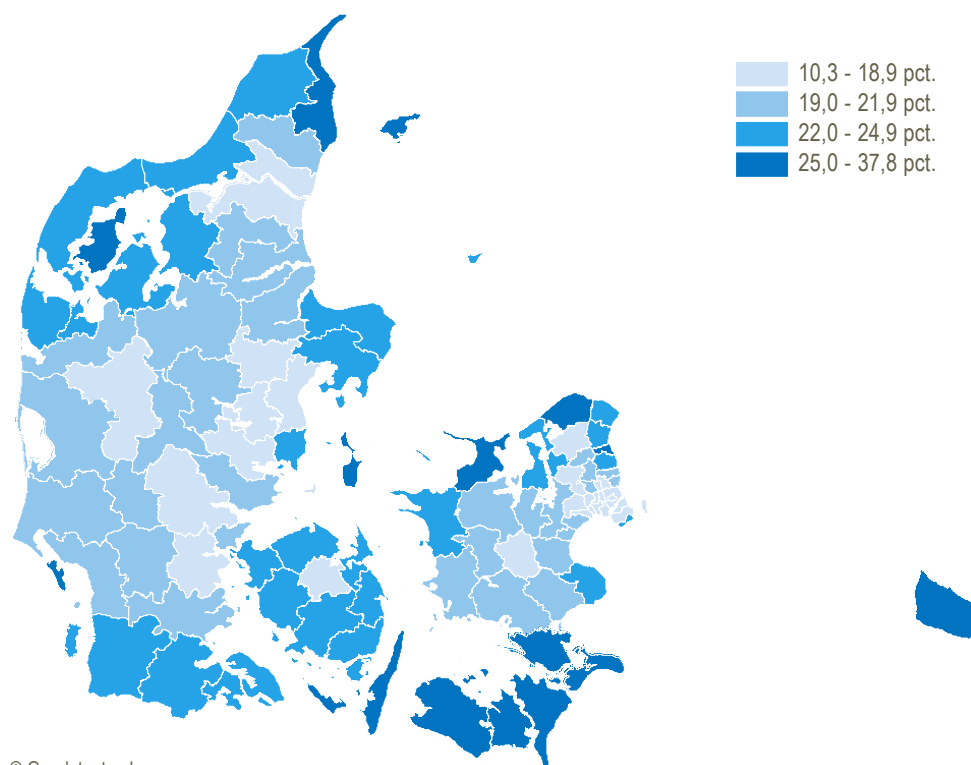 10,3 - 18,9 pct.
19,0 - 21,9 pct.
22,0 - 24,9 pct.
25,0 - 37,8 pct.
©